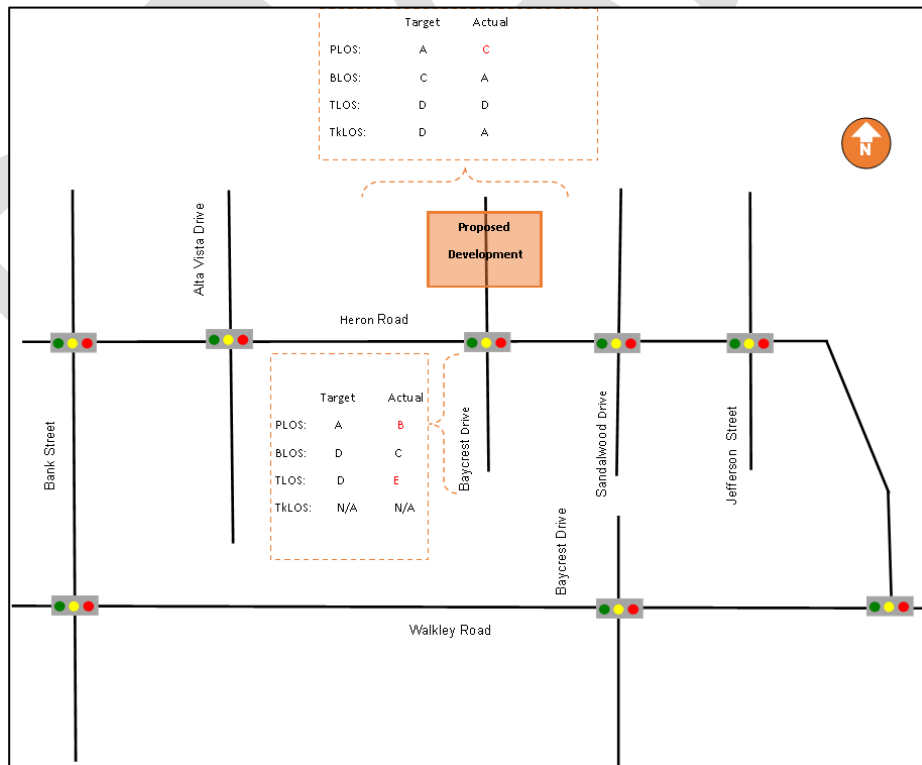 Target Actual
PLOS: A C
BLOS: C A
TLOS: D D
TkLOS: D A
N
Alta Vista Drive
Proposed
Development
Heron Road
Target Actual
PLOS: A B
BLOS: D C
TLOS: D E
TkLOS: N/A N/A
Bank Street
Baycrest Drive
Sandalwood Drive
Jefferson Street
Baycrest Drive
Walkley Road